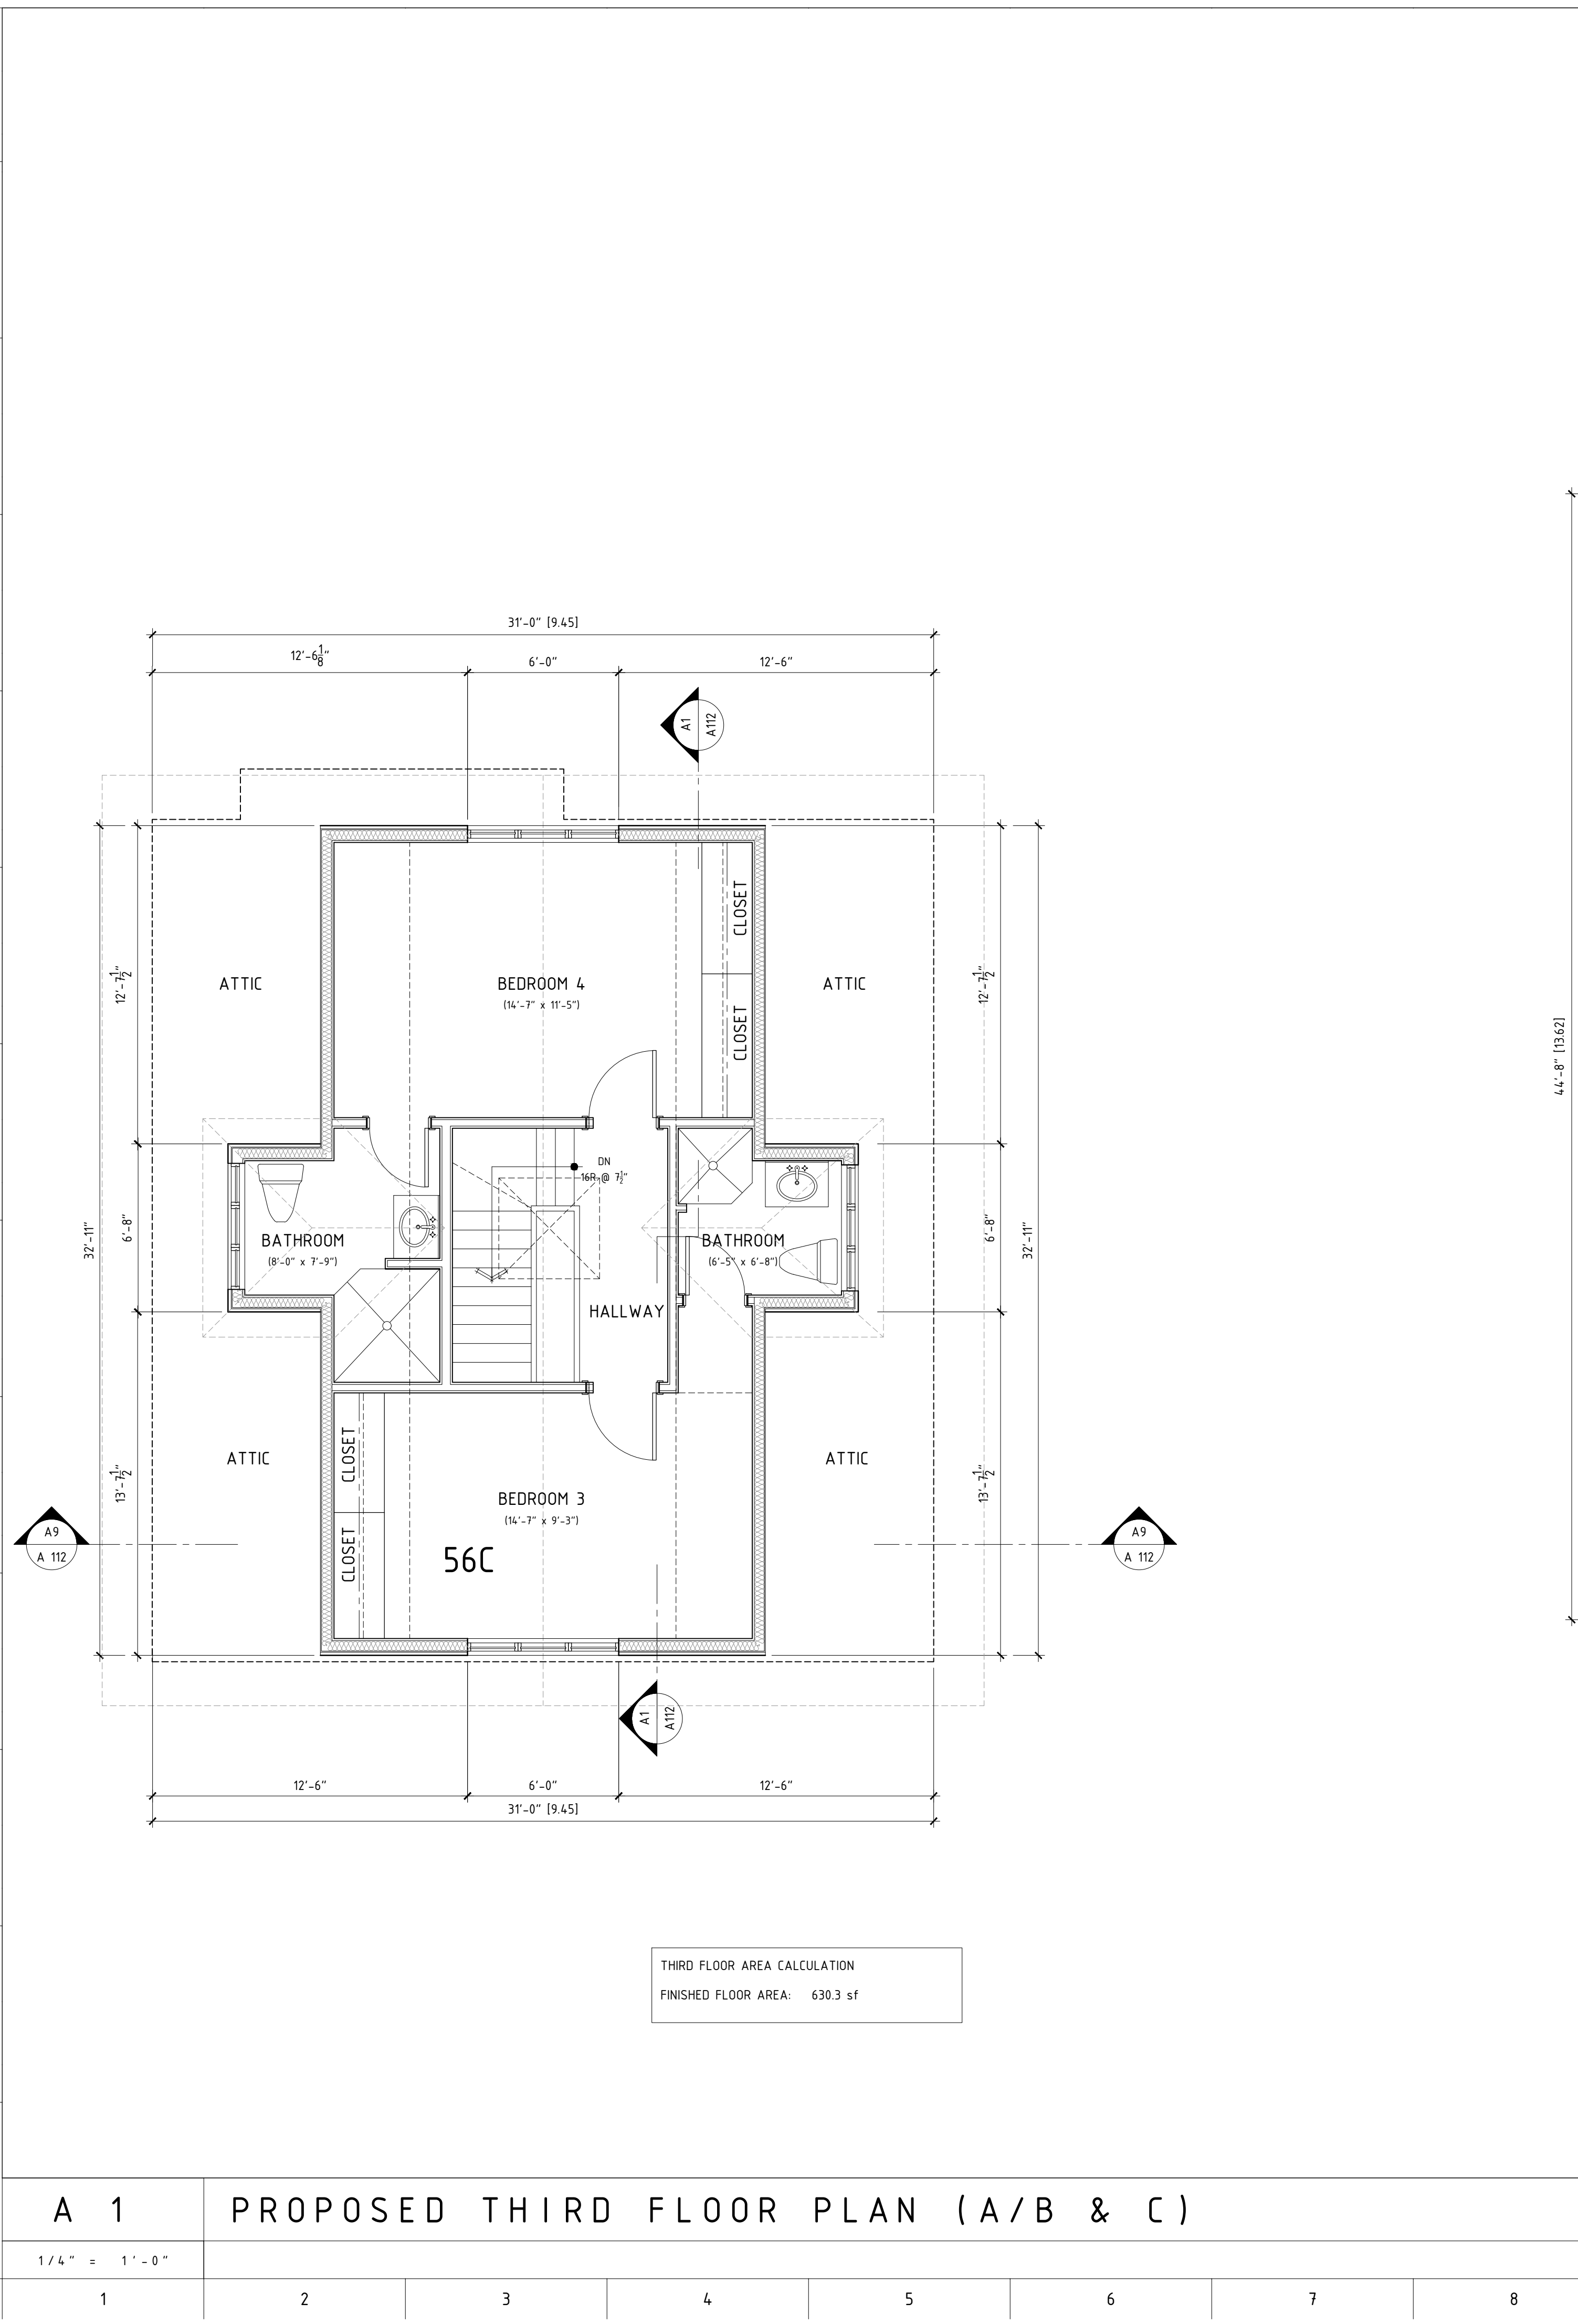 31'-0" [9.45]
12'-6 1/8"
6'-0"
12'-6"
A1
A112
CLOSET
12'-7 1/2"
ATTIC
BEDROOM 4
(14'-7" x 11'-5")
ATTIC
12'-7 1/2"
CLOSET
44'-8" [13.62]
DN
16R @ 7 1/2"
32'-11"
6'-8"
BATHROOM
(8'-0" x 7'-9")
BATHROOM
(6'-5" x 6'-8")
6'-8"
32'-11"
HALLWAY
ATTIC
CLOSET
ATTIC
13'-7 1/2"
BEDROOM 3
(14'-7" x 9'-3")
13'-7 1/2"
A9
A 112
CLOSET
56C
A9
A 112
A1
A112
12'-6"
6'-0"
12'-6"
31'-0" [9.45]
THIRD FLOOR AREA CALCULATION
FINISHED FLOOR AREA: 630.3 sf
A 1
PROPOSED THIRD FLOOR PLAN (A/B & C)
1/4" = 1'-0"
1 2 3 4 5 6 7 8